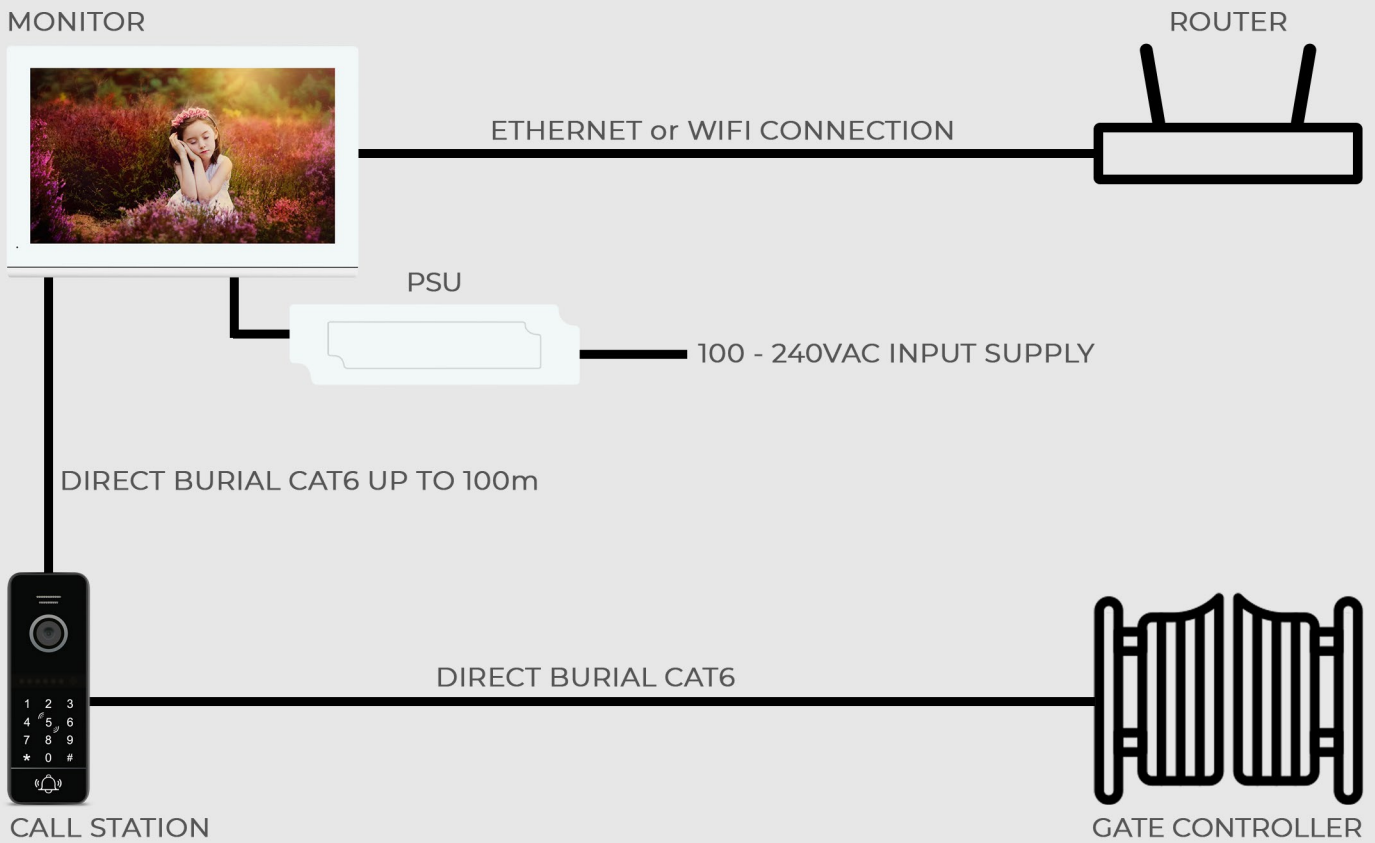 MONITOR
ROUTER
ETHERNET or WIFI CONNECTION
PSU
100 - 240VAC INPUT SUPPLY
DIRECT BURIAL CAT6 UP TO 100m
DIRECT BURIAL CAT6
1 2 3
4 5 6
7 8 9
* 0 #
CALL STATION
GATE CONTROLLER